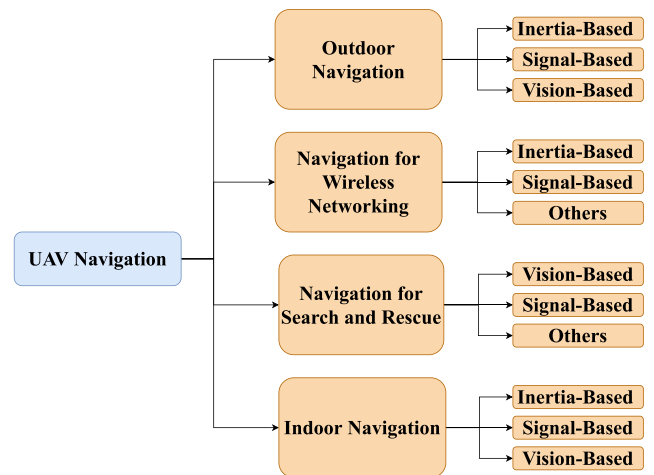 UAV Navigation
Outdoor
Navigation
Inertia-Based
Signal-Based
Vision-Based
Navigation for
Wireless
Networking
Inertia-Based
Signal-Based
Others
Navigation for
Search and Rescue
Vision-Based
Signal-Based
Others
Indoor Navigation
Inertia-Based
Signal-Based
Vision-Based